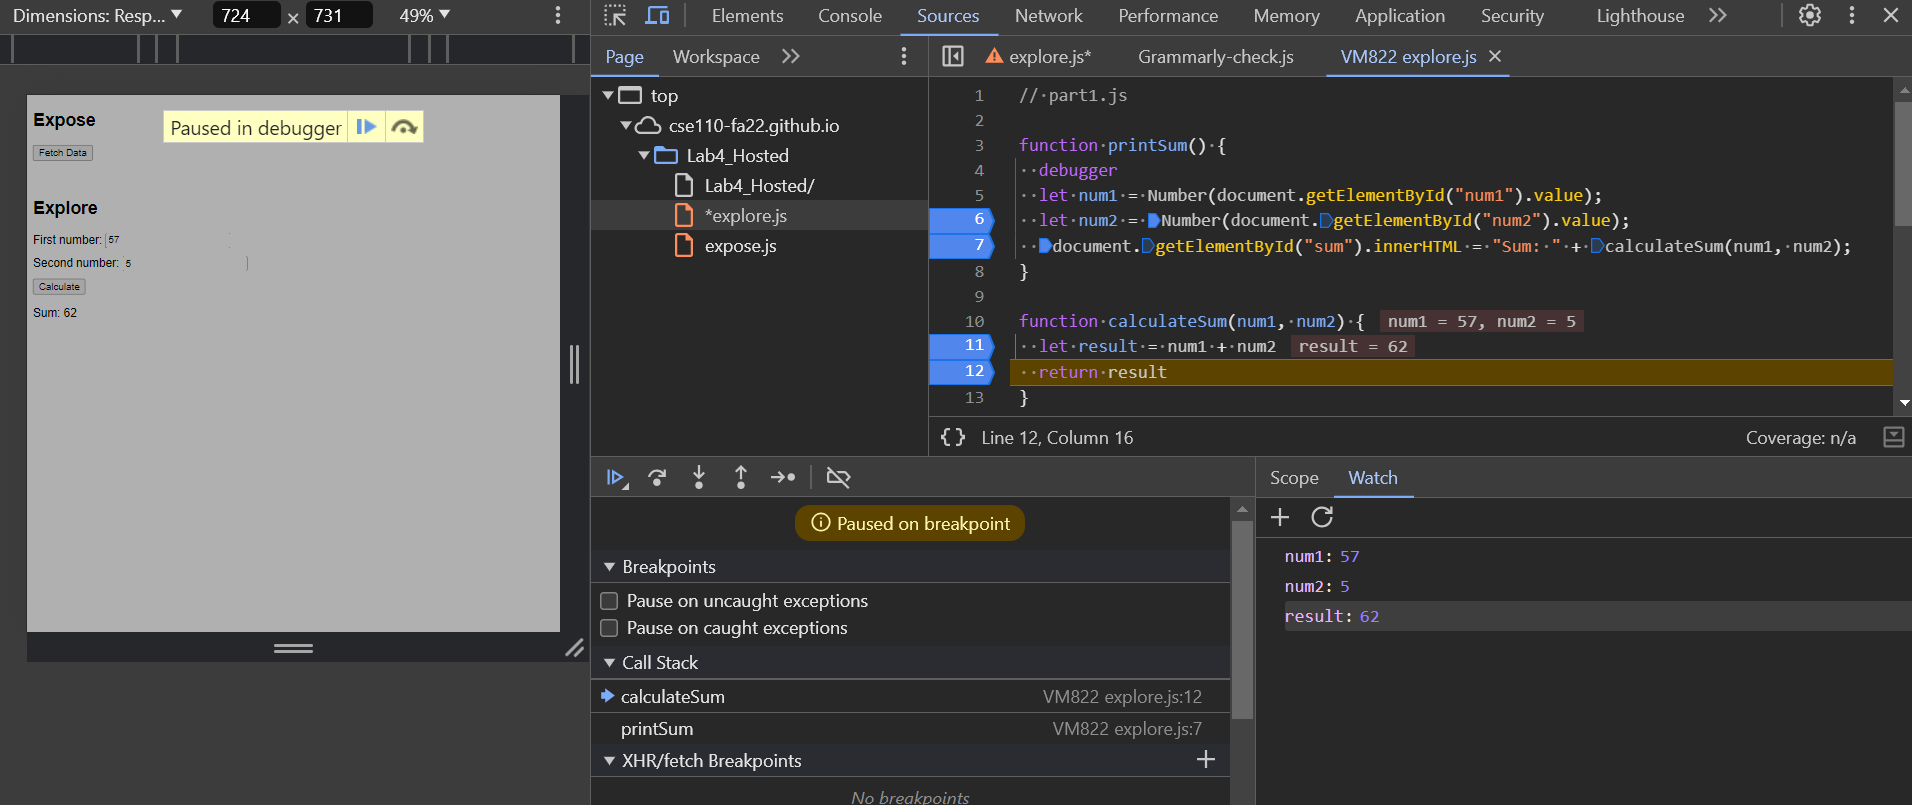 Dimensions: Resp... 724 × 731 49%
Expose
Paused in debugger
Fetch Data
Explore
First number: 57
Second number: 5
Calculate
Sum: 62
Elements Console Sources Network Performance Memory Application Security Lighthouse
Page Workspace
top
cse110-fa22.github.io
Lab4_Hosted
Lab4_Hosted/
*explore.js
expose.js
explore.js* Grammarly-check.js VM822 explore.js
1 // part1.js
2
3 function printSum() {
4 debugger
5 let num1 = Number(document.getElementById("num1").value);
6 let num2 = Number(document.getElementById("num2").value);
7 document.getElementById("sum").innerHTML = "Sum: " + calculateSum(num1, num2);
8 }
9
10 function calculateSum(num1, num2) { num1 = 57, num2 = 5
11 let result = num1 + num2 result = 62
12 return result
13 }
{} Line 12, Column 16 Coverage: n/a
Paused on breakpoint
Breakpoints
Pause on uncaught exceptions
Pause on caught exceptions
Call Stack
calculateSum VM822 explore.js:12
printSum VM822 explore.js:7
XHR/fetch Breakpoints
No breakpoints
Scope Watch
num1: 57
num2: 5
result: 62